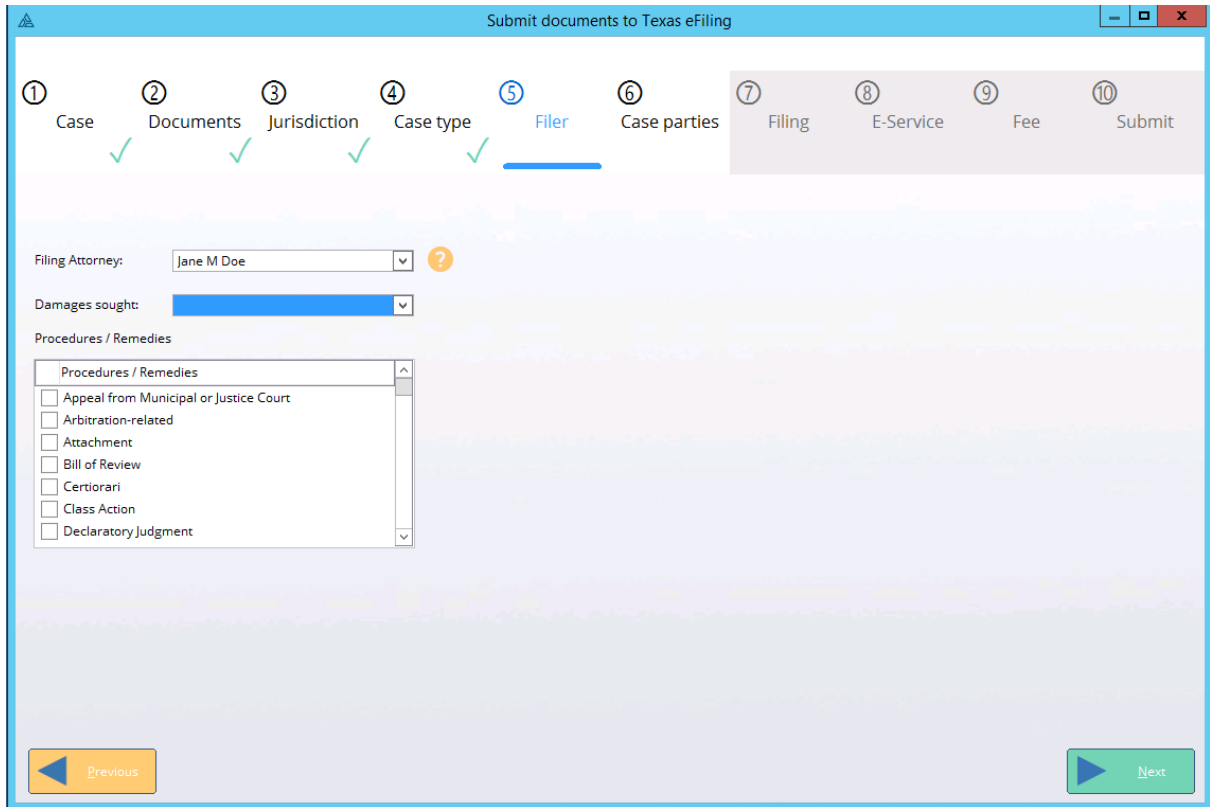 Submit documents to Texas eFiling
X
1 2 3 4 5 6 7 8 9 10
Case Documents Jurisdiction Case type Filer Case parties Filing E-Service Fee Submit
Filing Attorney: Jane M Doe ?
Damages sought:
Procedures / Remedies
Procedures / Remedies
Appeal from Municipal or Justice Court
Arbitration-related
Attachment
Bill of Review
Certiorari
Class Action
Declaratory Judgment
Previous Next